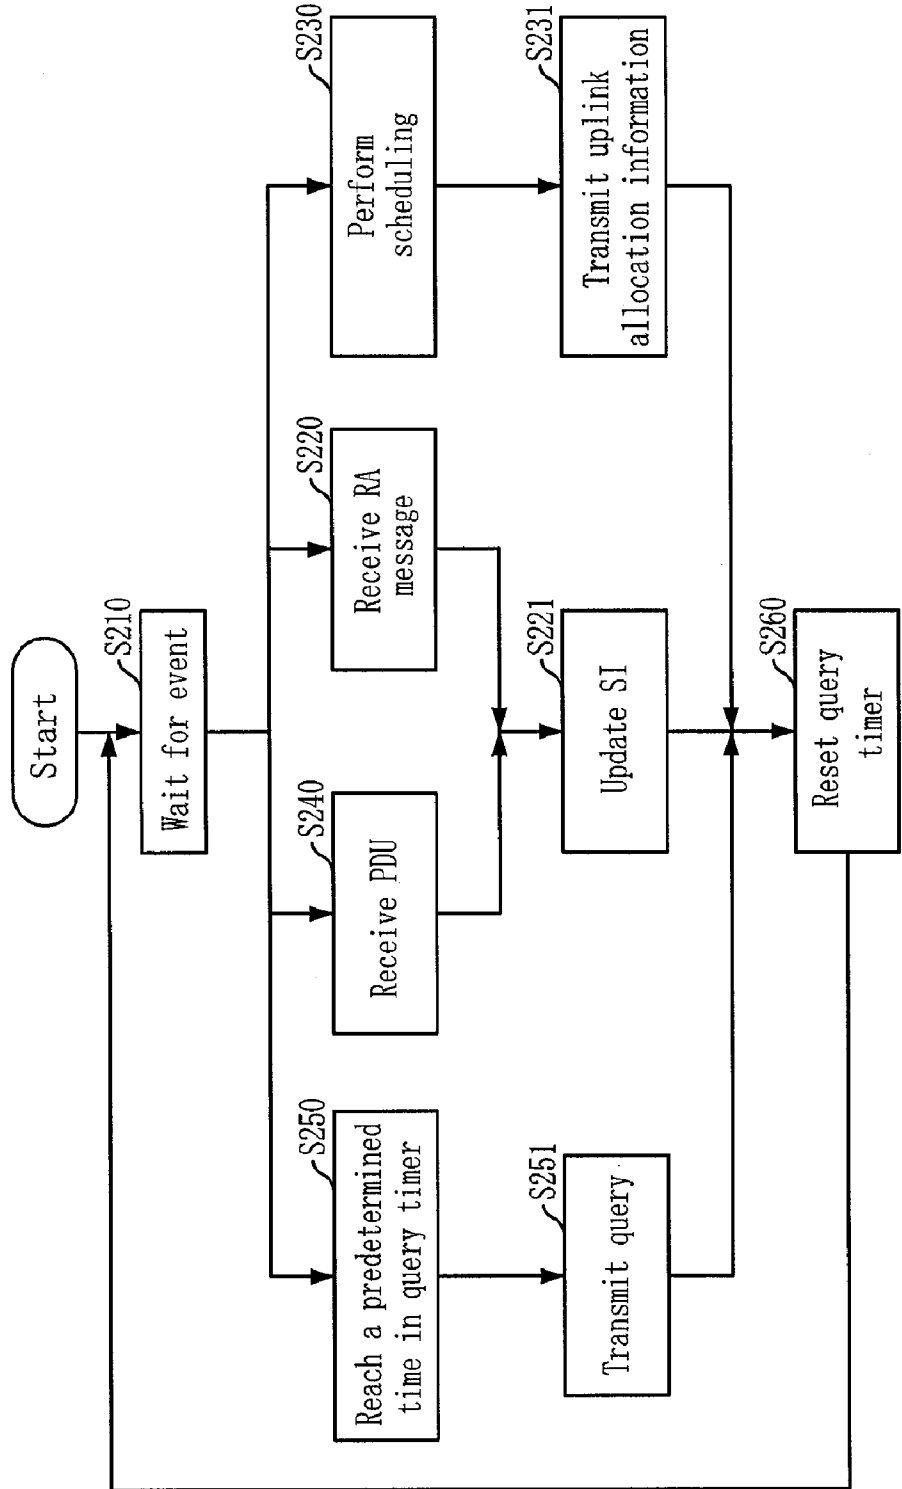 Start
S210
Wait for event
S250
Reach a predetermined
time in query timer
S240
Receive PDU
S220
Receive RA
message
S230
Perform
scheduling
S251
Transmit query
S221
Update SI
S231
Transmit uplink
allocation information
S260
Reset query
timer